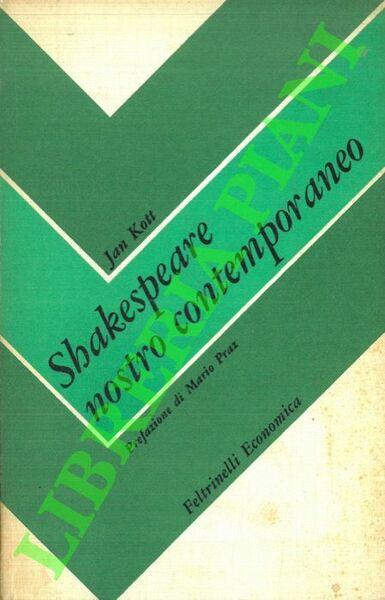 Jan Kott
Shakespeare
nostro contemporaneo
Prefazione di Mario Praz
Feltrinelli Economica
LIBRERIA PIANI